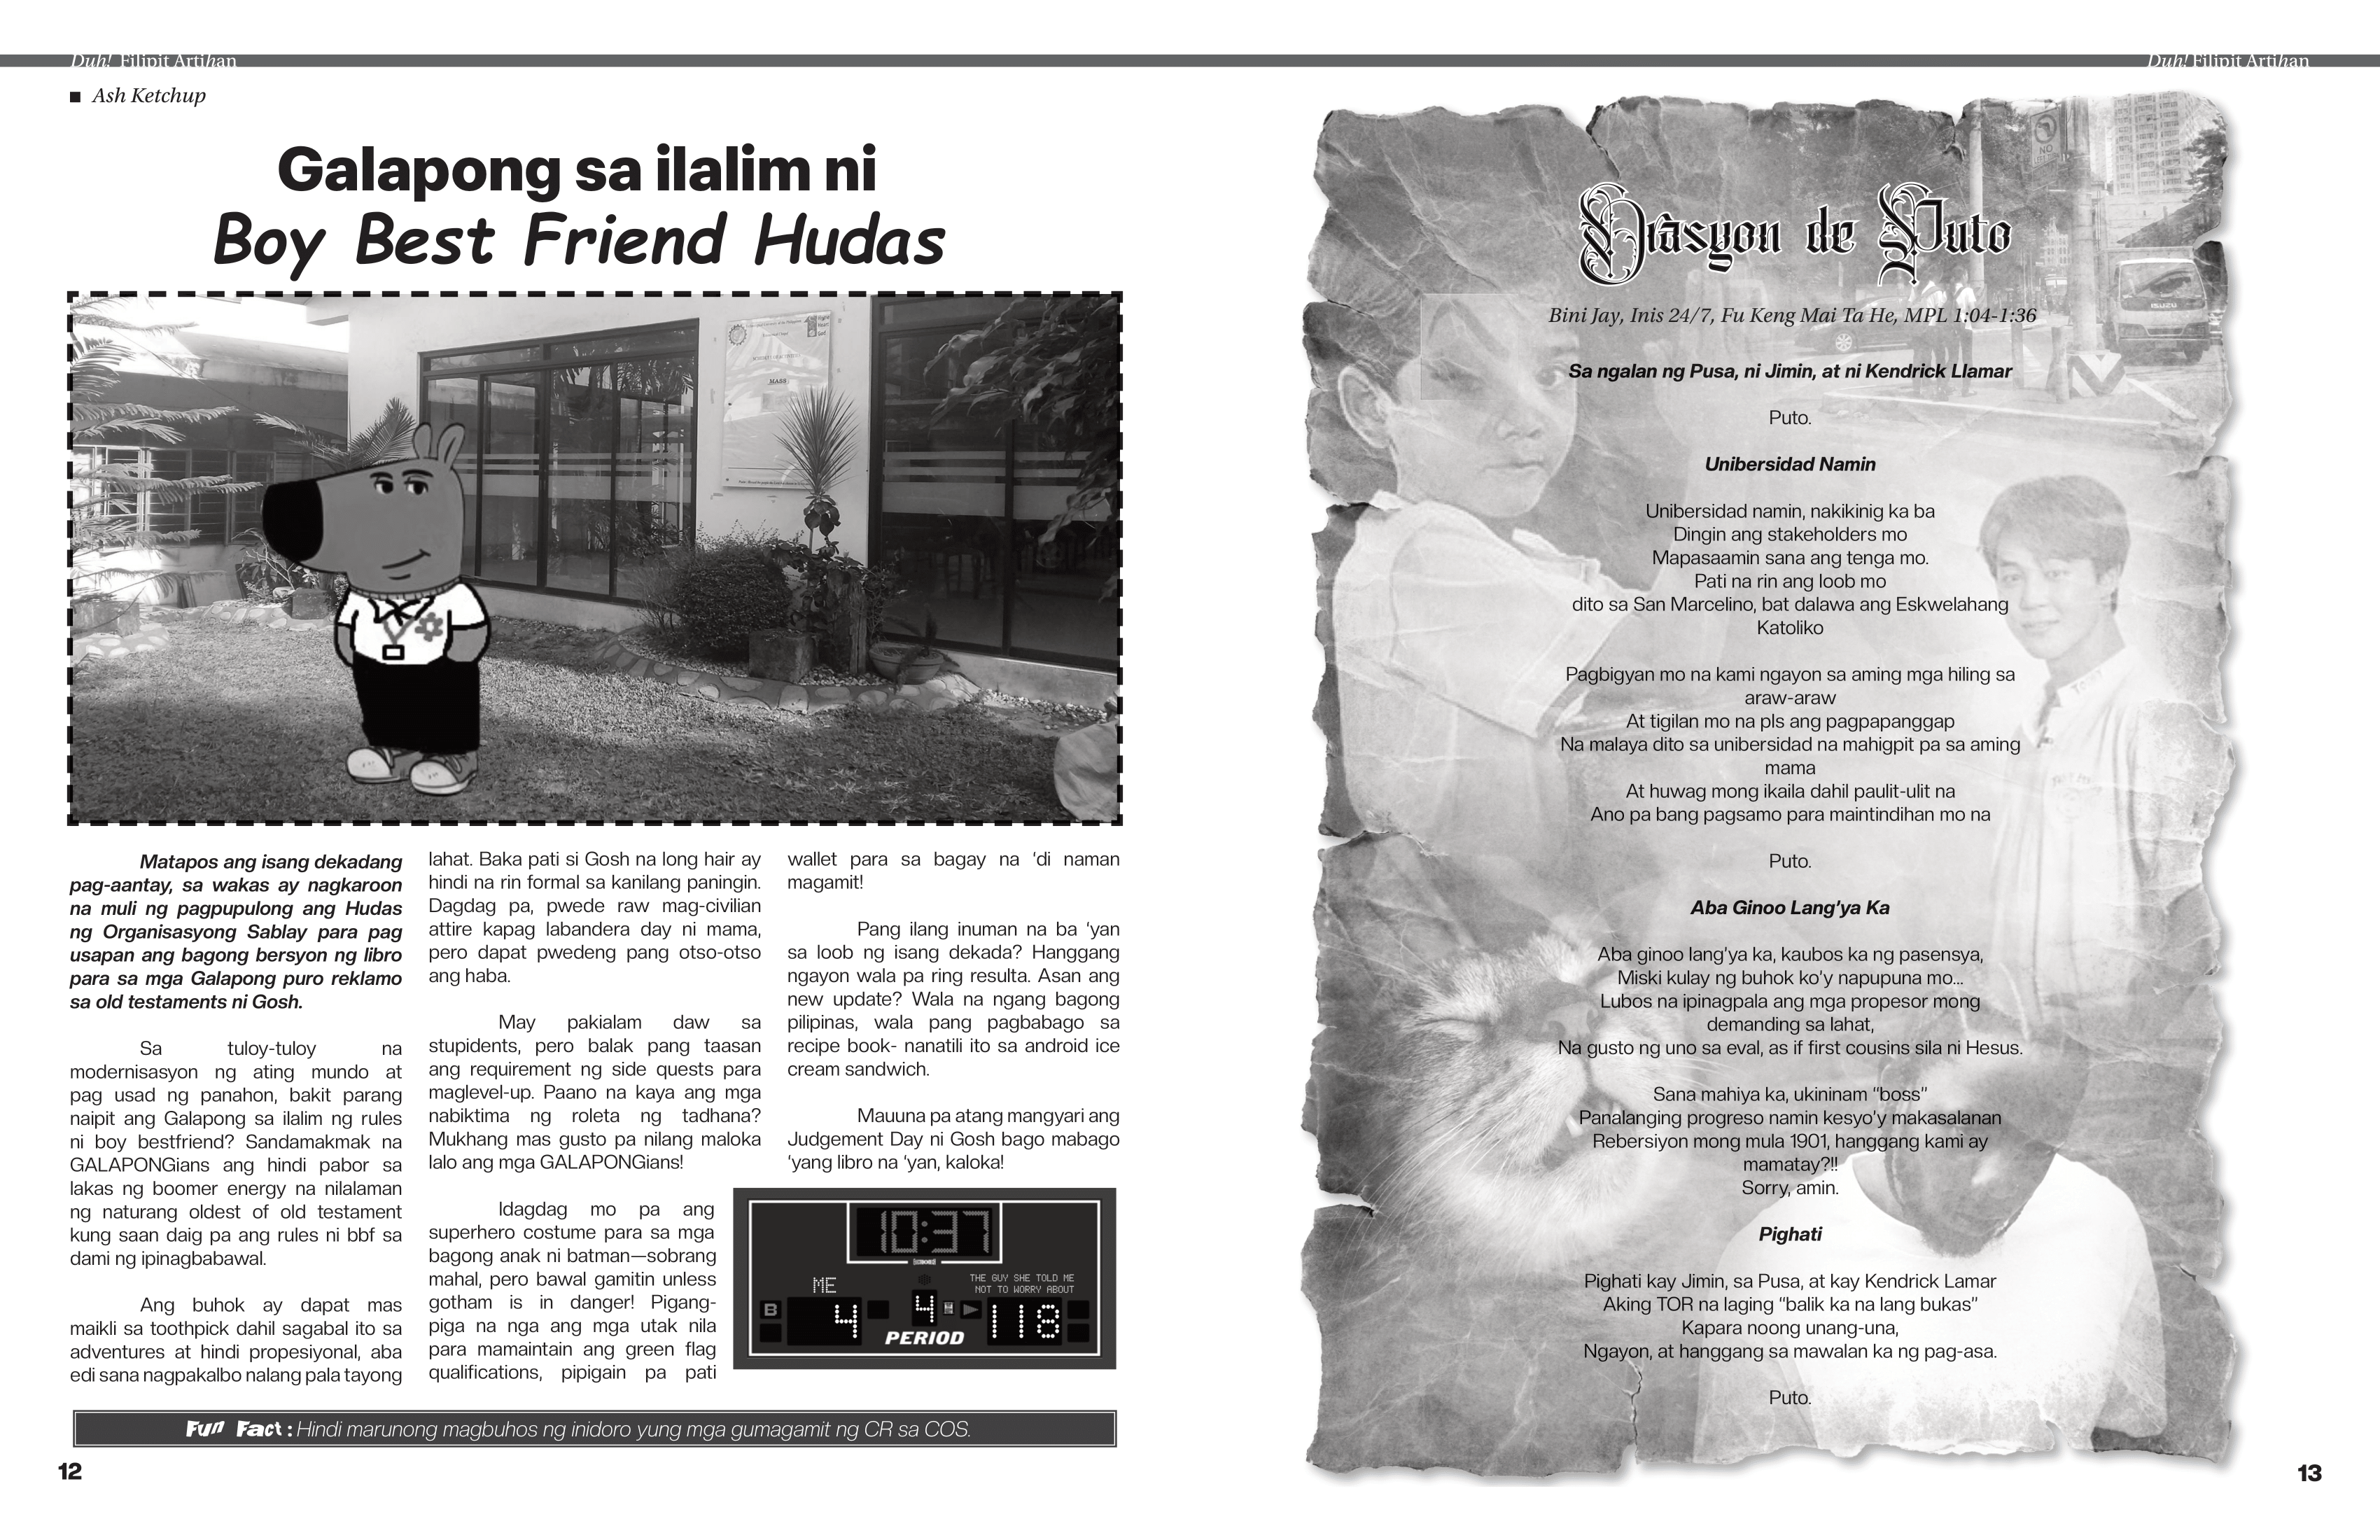 Duh! Filipit Artihan
Duh! Filipit Artihan
■ Ash Ketchup
Galapong sa ilalim ni
Boy Best Friend Hudas
MASS
Matapos ang isang dekadang
pag-aantay, sa wakas ay nagkaroon
na muli ng pagpupulong ang Hudas
ng Organisasyong Sablay para pag
usapan ang bagong bersyon ng libro
para sa mga Galapong puro reklamo
sa old testaments ni Gosh.
Sa tuloy-tuloy na
modernisasyon ng ating mundo at
pag usad ng panahon, bakit parang
naipit ang Galapong sa ilalim ng rules
ni boy bestfriend? Sandamakmak na
GALAPONGians ang hindi pabor sa
lakas ng boomer energy na nilalaman
ng naturang oldest of old testament
kung saan daig pa ang rules ni bbf sa
dami ng ipinagbabawal.
Ang buhok ay dapat mas
maikli sa toothpick dahil sagabal ito sa
adventures at hindi propesiyonal, aba
edi sana nagpakalbo nalang pala tayong
lahat. Baka pati si Gosh na long hair ay
hindi na rin formal sa kanilang paningin.
Dagdag pa, pwede raw mag-civilian
attire kapag labandera day ni mama,
pero dapat pwedeng pang otso-otso
ang haba.
May pakialam daw sa
stupidents, pero balak pang taasan
ang requirement ng side quests para
maglevel-up. Paano na kaya ang mga
nabiktima ng roleta ng tadhana?
Mukhang mas gusto pa nilang maloka
lalo ang mga GALAPONGians!
Idagdag mo pa ang
superhero costume para sa mga
bagong anak ni batman—sobrang
mahal, pero bawal gamitin unless
gotham is in danger! Pigang-
piga na nga ang mga utak nila
para mamaintain ang green flag
qualifications, pipigain pa pati
wallet para sa bagay na ‘di naman
magamit!
Pang ilang inuman na ba ‘yan
sa loob ng isang dekada? Hanggang
ngayon wala pa ring resulta. Asan ang
new update? Wala na ngang bagong
pilipinas, wala pang pagbabago sa
recipe book- nanatili ito sa android ice
cream sandwich.
Mauuna pa atang mangyari ang
Judgement Day ni Gosh bago mabago
‘yang libro na ‘yan, kaloka!
10:37
ME
THE GUY SHE TOLD ME
NOT TO WORRY ABOUT
B
4
4
118
PERIOD
Fun Fact : Hindi marunong magbuhos ng inidoro yung mga gumagamit ng CR sa COS.
12
NO
ISUZU
Orasyon de Puto
Bini Jay, Inis 24/7, Fu Keng Mai Ta He, MPL 1:04-1:36
Sa ngalan ng Pusa, ni Jimin, at ni Kendrick Llamar
Puto.
Unibersidad Namin
Unibersidad namin, nakikinig ka ba
Dingin ang stakeholders mo
Mapasaamin sana ang tenga mo.
Pati na rin ang loob mo
dito sa San Marcelino, bat dalawa ang Eskwelahang
Katoliko
Pagbigyan mo na kami ngayon sa aming mga hiling sa
araw-araw
At tigilan mo na pls ang pagpapanggap
Na malaya dito sa unibersidad na mahigpit pa sa aming
mama
At huwag mong ikaila dahil paulit-ulit na
Ano pa bang pagsamo para maintindihan mo na
Puto.
Aba Ginoo Lang’ya Ka
Aba ginoo lang’ya ka, kaubos ka ng pasensya,
Miski kulay ng buhok ko’y napupuna mo...
Lubos na ipinagpala ang mga propesor mong
demanding sa lahat,
Na gusto ng uno sa eval, as if first cousins sila ni Hesus.
Sana mahiya ka, ukininam “boss”
Panalanging progreso namin kesyo’y makasalanan
Rebersiyon mong mula 1901, hanggang kami ay
mamatay?!!
Sorry, amin.
Pighati
Pighati kay Jimin, sa Pusa, at kay Kendrick Lamar
Aking TOR na laging “balik ka na lang bukas”
Kapara noong unang-una,
Ngayon, at hanggang sa mawalan ka ng pag-asa.
Puto.
13